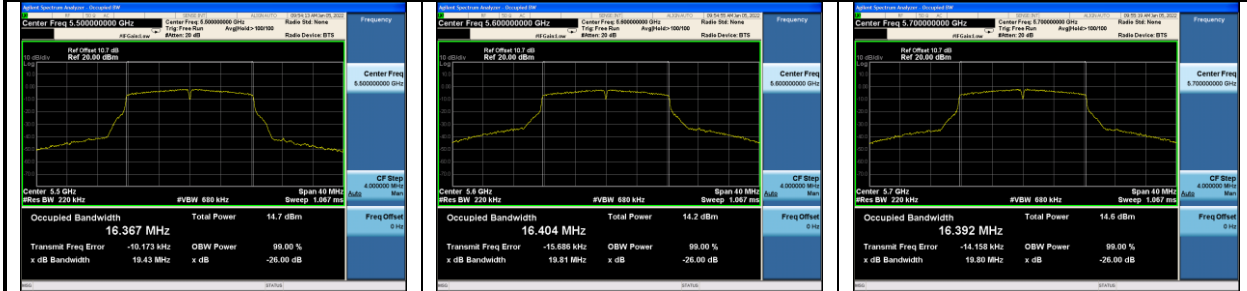 Agilent Spectrum Analyzer - Occupied BW
Center Freq 5.500000000 GHz
Center Freq: 5.500000000 GHz
Radio Std: None
Frequency
Trig: Free Run
Avg|Hold>100/100
#IFGain:Low
#Atten: 20 dB
Radio Device: BTS
Ref Offset 10.7 dB
10 dB/div
Ref 20.00 dBm
Log
Center Freq
5.500000000 GHz
Center 5.5 GHz
Span 40 MHz
#Res BW 220 kHz
#VBW 680 kHz
Sweep 1.067 ms
CF Step
4.000000 MHz
Auto
Man
Occupied Bandwidth
Total Power
14.7 dBm
16.367 MHz
Freq Offset
0 Hz
Transmit Freq Error
-10.173 kHz
OBW Power
99.00 %
x dB Bandwidth
19.43 MHz
x dB
-26.00 dB
MSG
STATUS
Agilent Spectrum Analyzer - Occupied BW
Center Freq 5.600000000 GHz
Center Freq: 5.600000000 GHz
Radio Std: None
Frequency
Trig: Free Run
Avg|Hold>100/100
#IFGain:Low
#Atten: 20 dB
Radio Device: BTS
Ref Offset 10.7 dB
10 dB/div
Ref 20.00 dBm
Log
Center Freq
5.600000000 GHz
Center 5.6 GHz
Span 40 MHz
#Res BW 220 kHz
#VBW 680 kHz
Sweep 1.067 ms
CF Step
4.000000 MHz
Auto
Man
Occupied Bandwidth
Total Power
14.2 dBm
16.404 MHz
Freq Offset
0 Hz
Transmit Freq Error
-15.686 kHz
OBW Power
99.00 %
x dB Bandwidth
19.81 MHz
x dB
-26.00 dB
MSG
STATUS
Agilent Spectrum Analyzer - Occupied BW
Center Freq 5.700000000 GHz
Center Freq: 5.700000000 GHz
Radio Std: None
Frequency
Trig: Free Run
Avg|Hold>100/100
#IFGain:Low
#Atten: 20 dB
Radio Device: BTS
Ref Offset 10.7 dB
10 dB/div
Ref 20.00 dBm
Log
Center Freq
5.700000000 GHz
Center 5.7 GHz
Span 40 MHz
#Res BW 220 kHz
#VBW 680 kHz
Sweep 1.067 ms
CF Step
4.000000 MHz
Auto
Man
Occupied Bandwidth
Total Power
14.6 dBm
16.392 MHz
Freq Offset
0 Hz
Transmit Freq Error
-14.158 kHz
OBW Power
99.00 %
x dB Bandwidth
19.80 MHz
x dB
-26.00 dB
MSG
STATUS